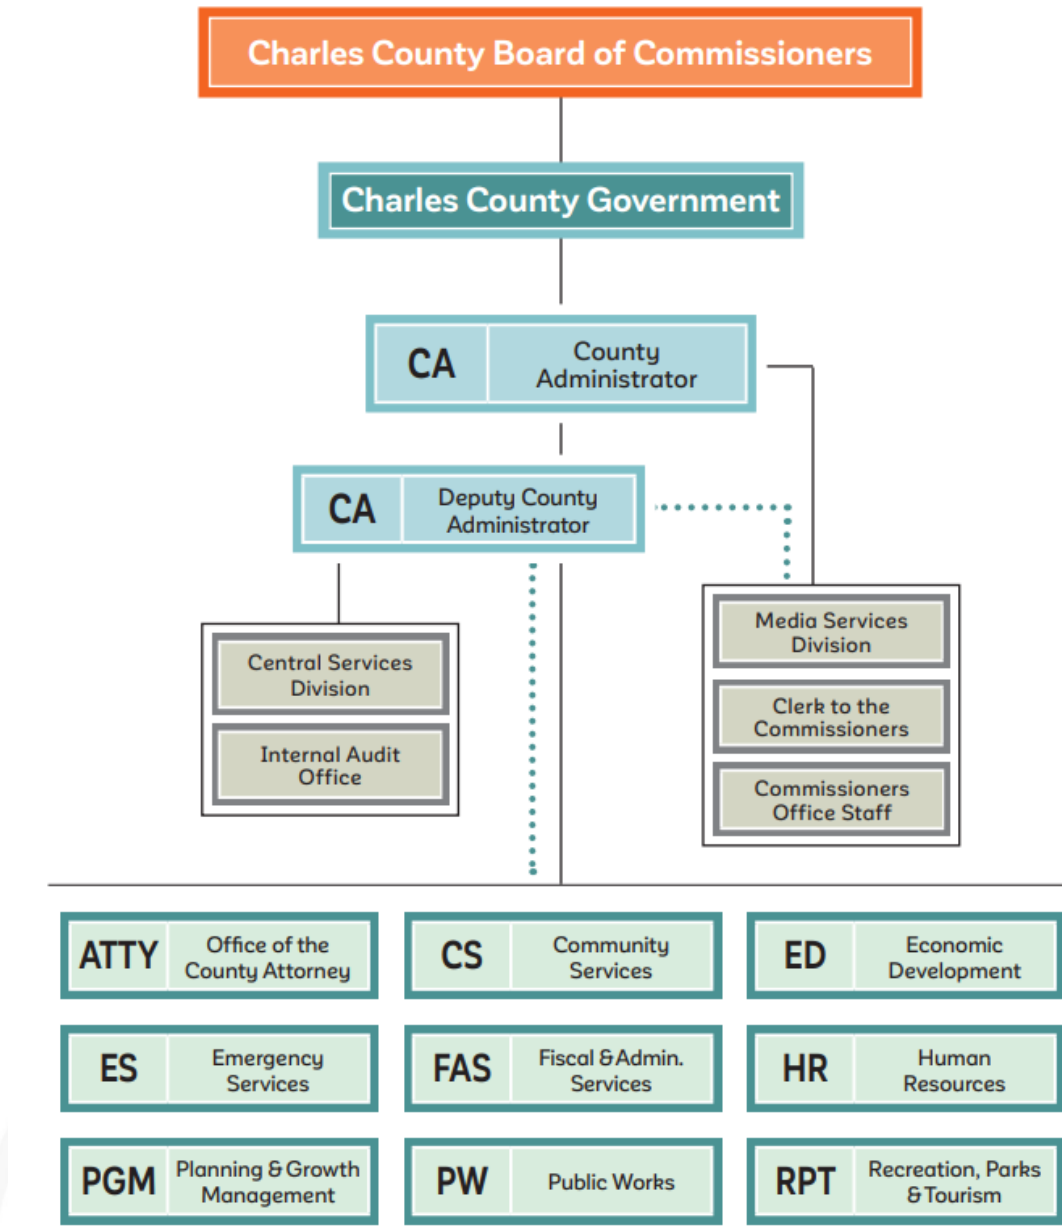 Charles County Board of Commissioners
Charles County Government
CA
County
Administrator
CA
Deputy County
Administrator
Central Services
Division
Internal Audit
Office
Media Services
Division
Clerk to the
Commissioners
Commissioners
Office Staff
ATTY
Office of the
County Attorney
CS
Community
Services
ED
Economic
Development
ES
Emergency
Services
FAS
Fiscal & Admin.
Services
HR
Human
Resources
PGM
Planning & Growth
Management
PW
Public Works
RPT
Recreation, Parks
& Tourism